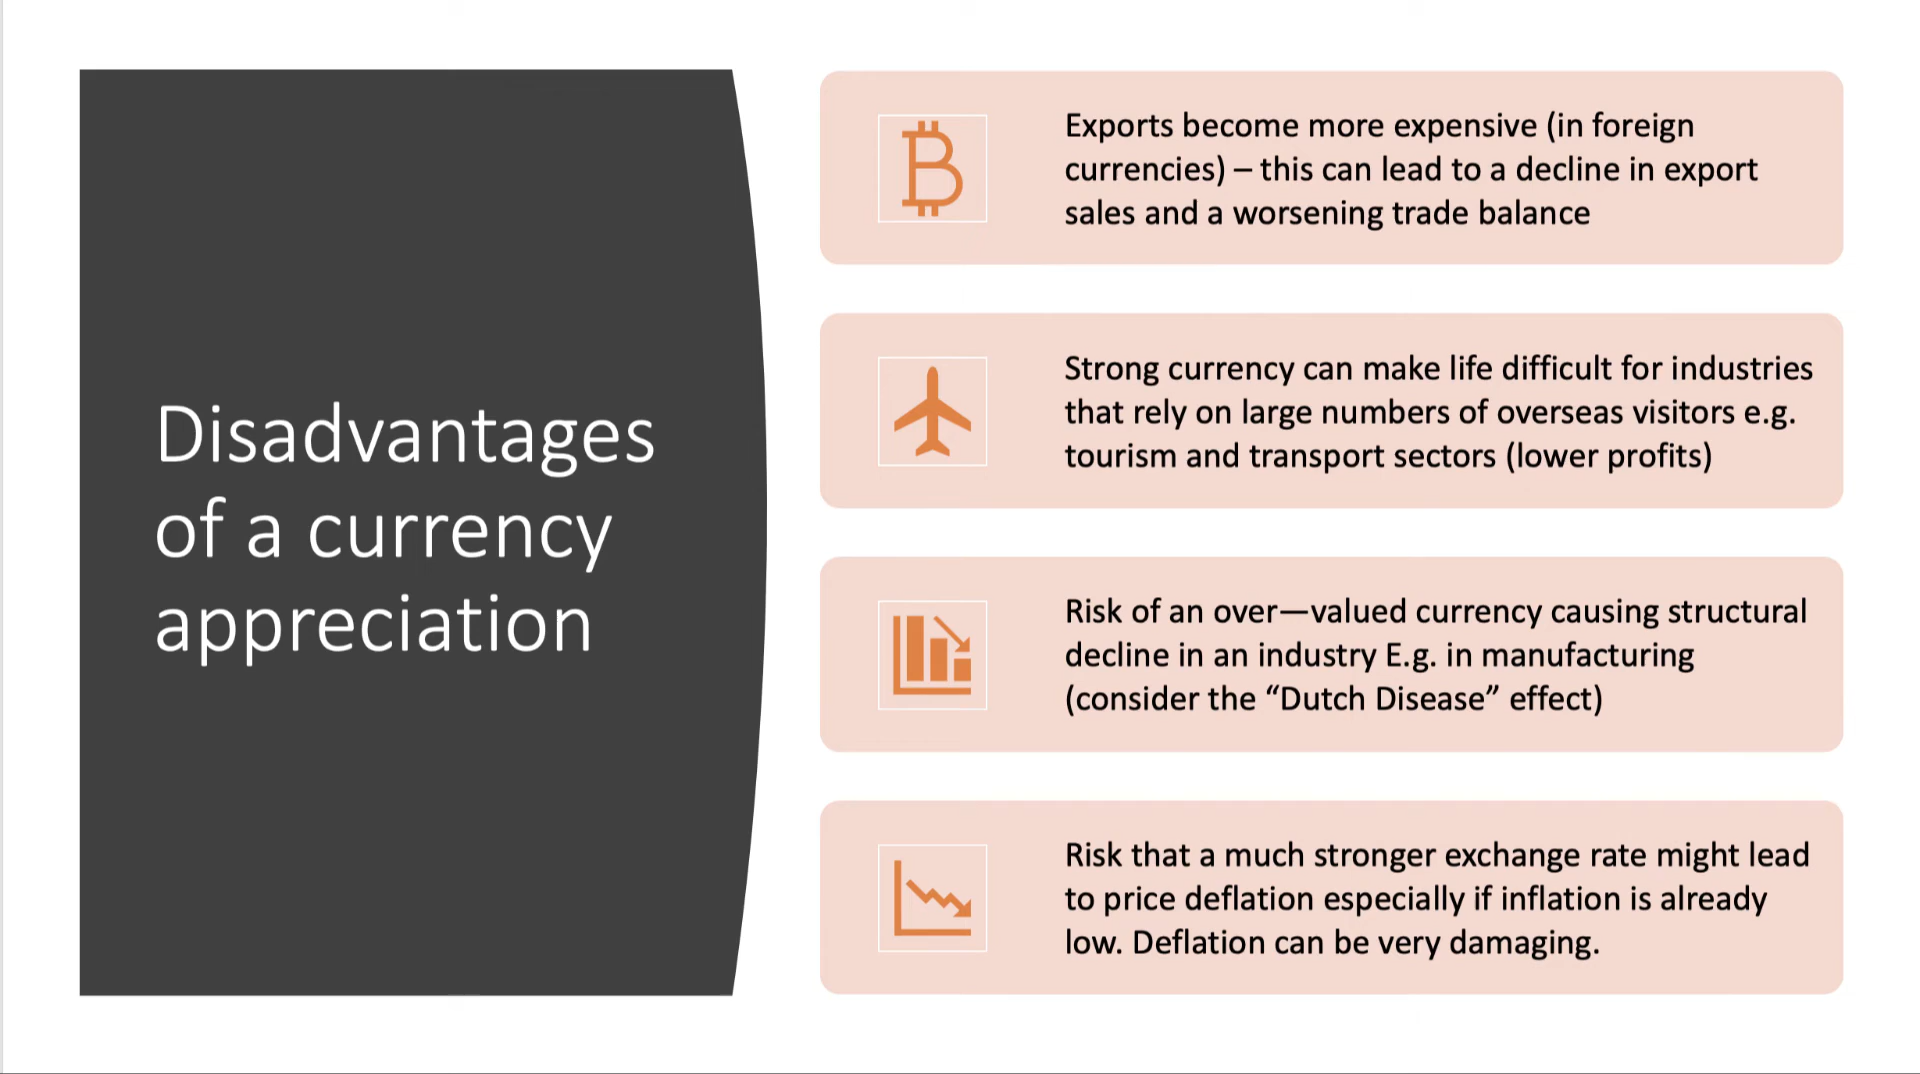 Disadvantages
of a currency
appreciation
Exports become more expensive (in foreign
currencies) – this can lead to a decline in export
sales and a worsening trade balance
Strong currency can make life difficult for industries
that rely on large numbers of overseas visitors e.g.
tourism and transport sectors (lower profits)
Risk of an over—valued currency causing structural
decline in an industry E.g. in manufacturing
(consider the “Dutch Disease” effect)
Risk that a much stronger exchange rate might lead
to price deflation especially if inflation is already
low. Deflation can be very damaging.